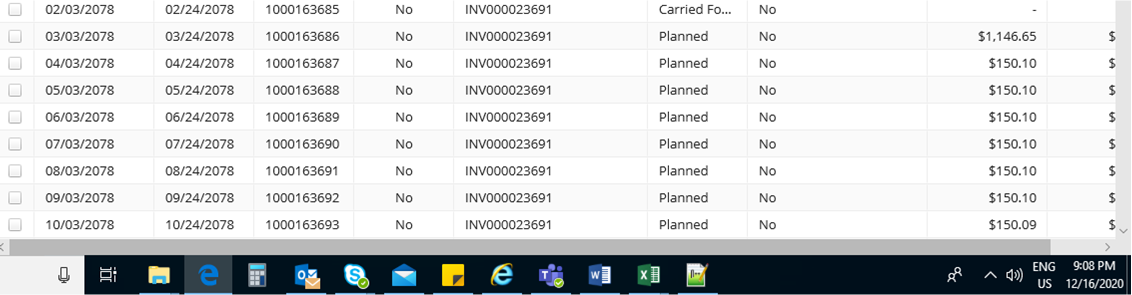 02/03/2078 02/24/2078 1000163685 No INV000023691 Carried Fo... No -
03/03/2078 03/24/2078 1000163686 No INV000023691 Planned No $1,146.65 $
04/03/2078 04/24/2078 1000163687 No INV000023691 Planned No $150.10 $
05/03/2078 05/24/2078 1000163688 No INV000023691 Planned No $150.10 $
06/03/2078 06/24/2078 1000163689 No INV000023691 Planned No $150.10 $
07/03/2078 07/24/2078 1000163690 No INV000023691 Planned No $150.10 $
08/03/2078 08/24/2078 1000163691 No INV000023691 Planned No $150.10 $
09/03/2078 09/24/2078 1000163692 No INV000023691 Planned No $150.10 $
10/03/2078 10/24/2078 1000163693 No INV000023691 Planned No $150.09 $
ENG 9:08 PM
US 12/16/2020